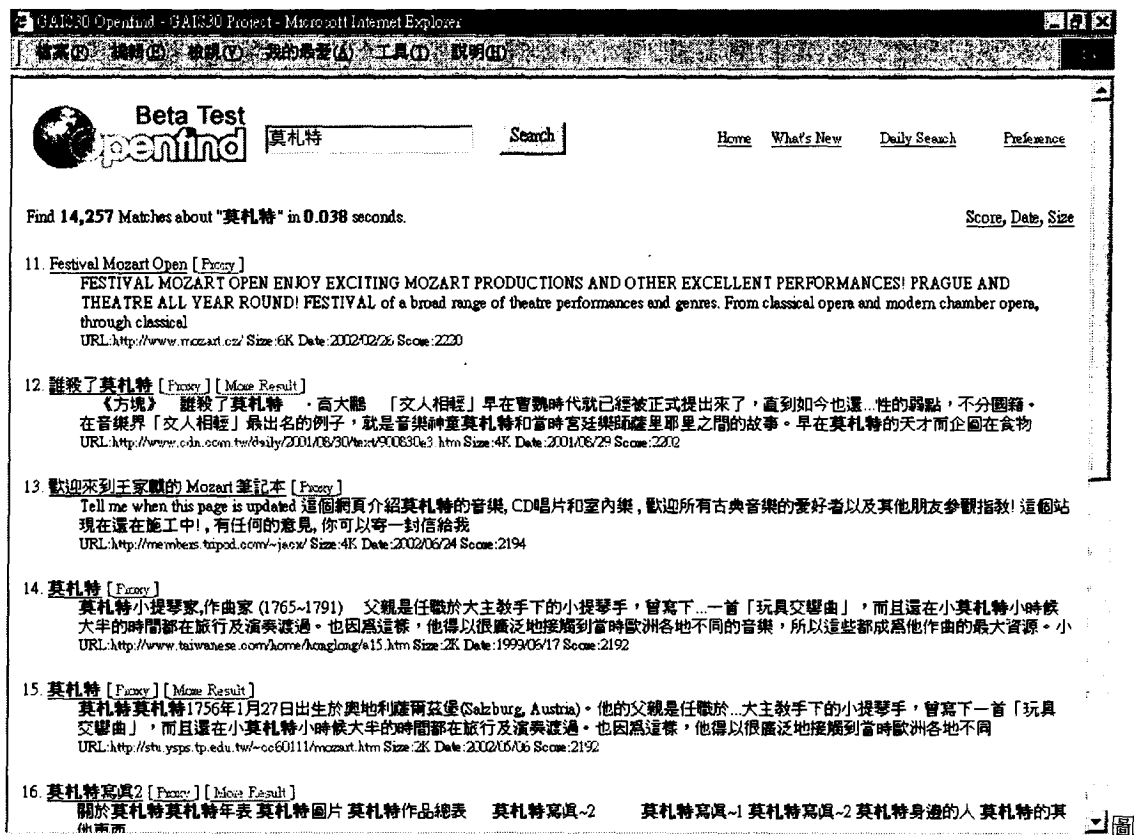 GAIS30 Openfind - GAIS30 Project - Microsoft Internet Explorer
檔案(F) 編輯(E) 檢視(V) 我的最愛(A) 工具(T) 說明(H)
Beta Test
Openfind 莫札特 Search Home What's New Daily Search Preference
Find 14,257 Matches about "莫札特" in 0.038 seconds. Score, Date, Size
11. Festival Mozart Open [ Proxy ]
FESTIVAL MOZART OPEN ENJOY EXCITING MOZART PRODUCTIONS AND OTHER EXCELLENT PERFORMANCES! PRAGUE AND
THEATRE ALL YEAR ROUND! FESTIVAL of a broad range of theatre performances and genres. From classical opera and modern chamber opera,
through classical
URL:http://www.mozart.cz/ Size:6K Date:2002/02/26 Score:2220
12. 誰殺了莫札特 [ Proxy ] [ More Result ]
《方塊》 誰殺了莫札特 ‧高大鵬 「文人相輕」早在曹魏時代就已經被正式提出來了,直到如今也還...性的弱點,不分國籍。
在音樂界「文人相輕」最出名的例子,就是音樂神童莫札特和當時宮廷樂師薩里耶里之間的故事。早在莫札特的天才而企圖在食物
URL:http://www.cdn.com.tw/daily/2001/08/30/text/900830e3.htm Size:4K Date:2001/08/29 Score:2202
13. 歡迎來到王家麒的 Mozart 筆記本 [ Proxy ]
Tell me when this page is updated 這個網頁介紹莫札特的音樂, CD唱片和室內樂 , 歡迎所有古典音樂的愛好者以及其他朋友參觀指教! 這個站
現在還在施工中! , 有任何的意見, 你可以寄一封信給我
URL:http://members.tripod.com/~jacx/ Size:4K Date:2002/06/24 Score:2194
14. 莫札特 [ Proxy ]
莫札特小提琴家,作曲家 (1765~1791) 父親是任職於大主教手下的小提琴手,曾寫下...一首「玩具交響曲」,而且還在小莫札特小時候
大半的時間都在旅行及演奏渡過。也因為這樣,他得以很廣泛地接觸到當時歐洲各地不同的音樂,所以這些都成為他作曲的最大資源。小
URL:http://www.taiwanese.com/home/honglong/a15.htm Size:2K Date:1999/06/17 Score:2192
15. 莫札特 [ Proxy ] [ More Result ]
莫札特莫札特1756年1月27日出生於奧地利薩爾茲堡(Salzburg, Austria)。他的父親是任職於...大主教手下的小提琴手,曾寫下一首「玩具
交響曲」,而且還在小莫札特小時候大半的時間都在旅行及演奏渡過。也因為這樣,他得以很廣泛地接觸到當時歐洲各地不同
URL:http://stu.ysps.tp.edu.tw/~cc60111/mozart.htm Size:2K Date:2002/05/06 Score:2192
16. 莫札特寫真2 [ Proxy ] [ More Result ]
關於莫札特莫札特年表 莫札特圖片 莫札特作品總表 莫札特寫真~2 莫札特寫真~1 莫札特寫真~2 莫札特身邊的人 莫札特的其
他東西
圖